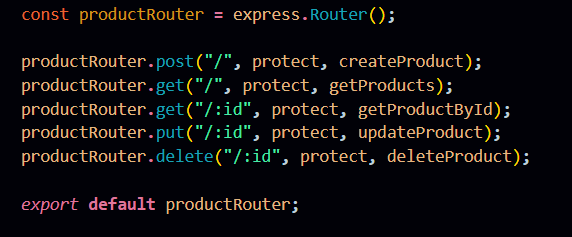 const productRouter = express.Router();
productRouter.post("/", protect, createProduct);
productRouter.get("/", protect, getProducts);
productRouter.get("/:id", protect, getProductById);
productRouter.put("/:id", protect, updateProduct);
productRouter.delete("/:id", protect, deleteProduct);
export default productRouter;